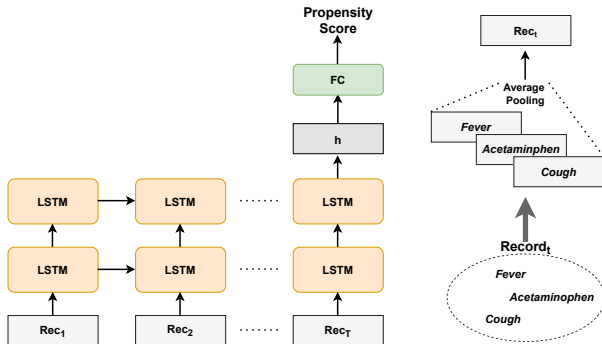 Propensity
Score
FC
h
LSTM
LSTM
......
LSTM
LSTM
LSTM
......
LSTM
Rec1
Rec2
......
RecT
Rect
Average
Pooling
Fever
Acetaminphen
Cough
Recordt
Fever
Acetaminophen
Cough